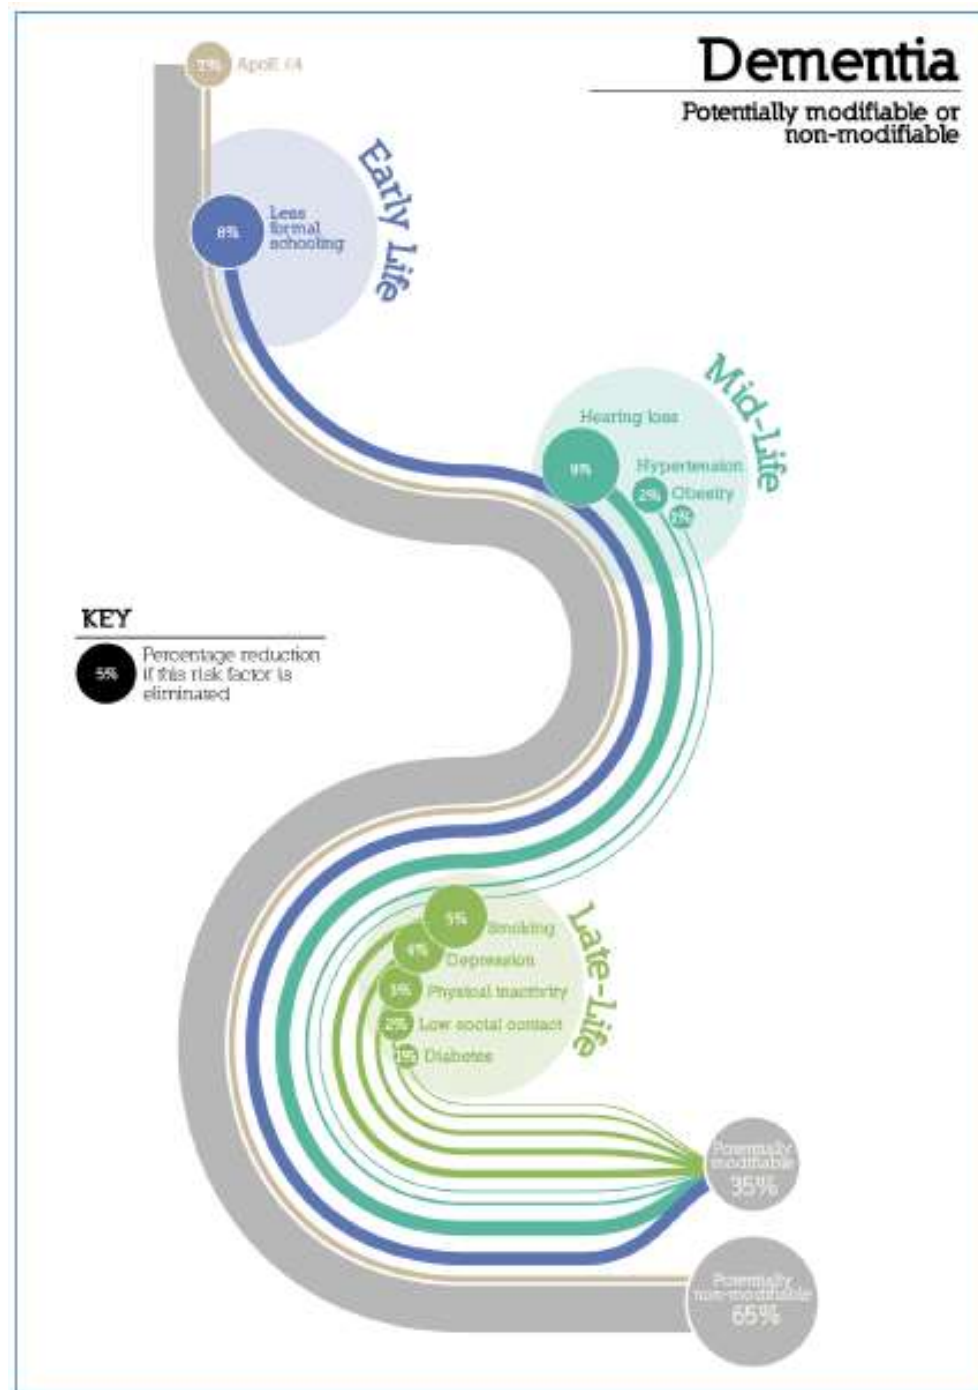 Dementia
Potentially modifiable or
non-modifiable
7% ApoE ε4
Early Life
8%
Less
formal
schooling
Mid-Life
Hearing loss
9%
Hypertension
2%
Obesity
1%
KEY
5%
Percentage reduction
if this risk factor is
eliminated
Late-Life
5%
Smoking
4%
Depression
3%
Physical inactivity
2%
Low social contact
1%
Diabetes
Potentially
modifiable
35%
Potentially
non-modifiable
65%